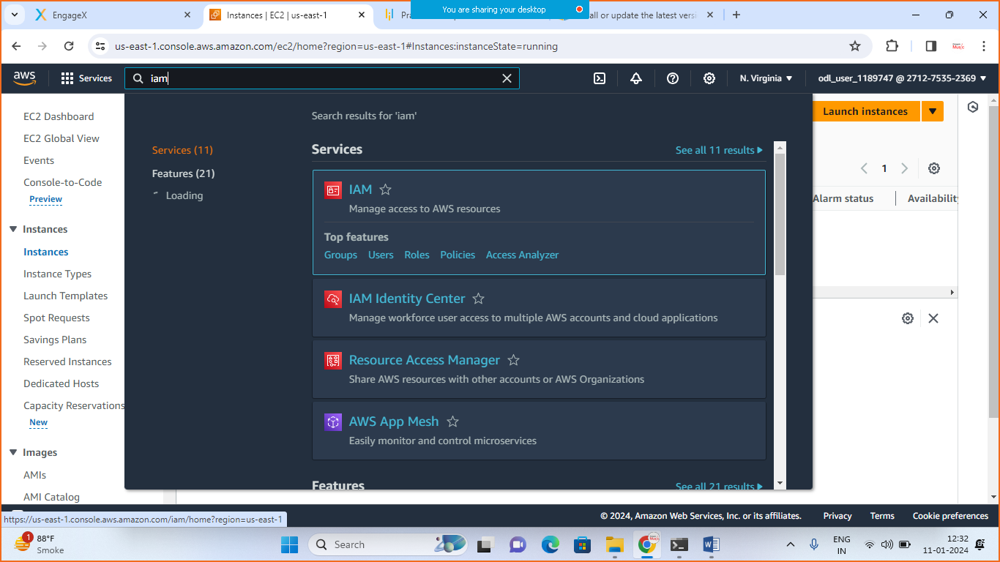 EngageX
Instances | EC2 | us-east-1
Pra
You are sharing your desktop
all or update the latest versi
us-east-1.console.aws.amazon.com/ec2/home?region=us-east-1#Instances:instanceState=running
aws
Services
iam
N. Virginia
odl_user_1189747 @ 2712-7535-2369
EC2 Dashboard
EC2 Global View
Events
Console-to-Code
Preview
Instances
Instances
Instance Types
Launch Templates
Spot Requests
Savings Plans
Reserved Instances
Dedicated Hosts
Capacity Reservations
New
Images
AMIs
AMI Catalog
Search results for 'iam'
Services (11)
Features (21)
Loading
Services
See all 11 results
IAM
Manage access to AWS resources
Top features
Groups Users Roles Policies Access Analyzer
IAM Identity Center
Manage workforce user access to multiple AWS accounts and cloud applications
Resource Access Manager
Share AWS resources with other accounts or AWS Organizations
AWS App Mesh
Easily monitor and control microservices
Features
See all 21 results
Launch instances
1
Alarm status
Availability
https://us-east-1.console.aws.amazon.com/iam/home?region=us-east-1
© 2024, Amazon Web Services, Inc. or its affiliates.
Privacy
Terms
Cookie preferences
1
88°F
Smoke
Search
ENG
IN
12:32
11-01-2024